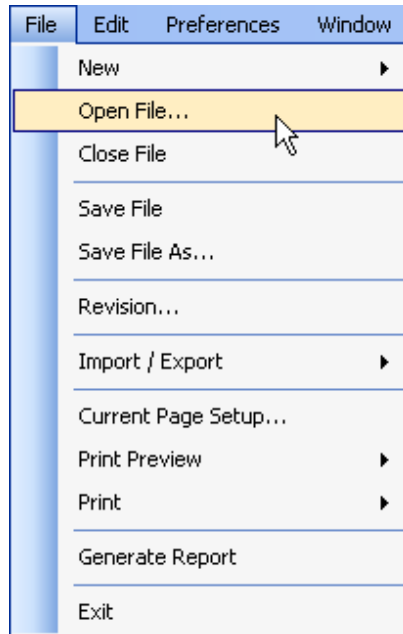 File Edit Preferences Window
New
Open File...
Close File
Save File
Save File As...
Revision...
Import / Export
Current Page Setup...
Print Preview
Print
Generate Report
Exit